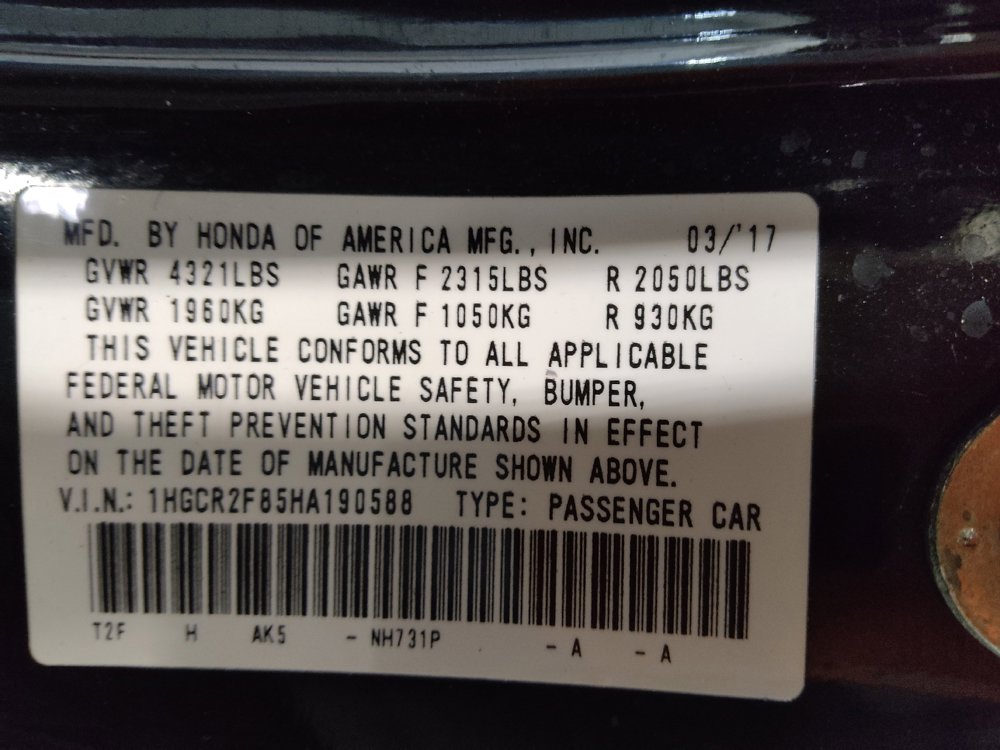 MFD. BY HONDA OF AMERICA MFG., INC. 03/'17
GVWR 4321LBS GAWR F 2315LBS R 2050LBS
GVWR 1960KG GAWR F 1050KG R 930KG
THIS VEHICLE CONFORMS TO ALL APPLICABLE
FEDERAL MOTOR VEHICLE SAFETY, BUMPER,
AND THEFT PREVENTION STANDARDS IN EFFECT
ON THE DATE OF MANUFACTURE SHOWN ABOVE.
V.I.N.: 1HGCR2F85HA190588 TYPE: PASSENGER CAR
T2F H AK5 - NH731P - A - A